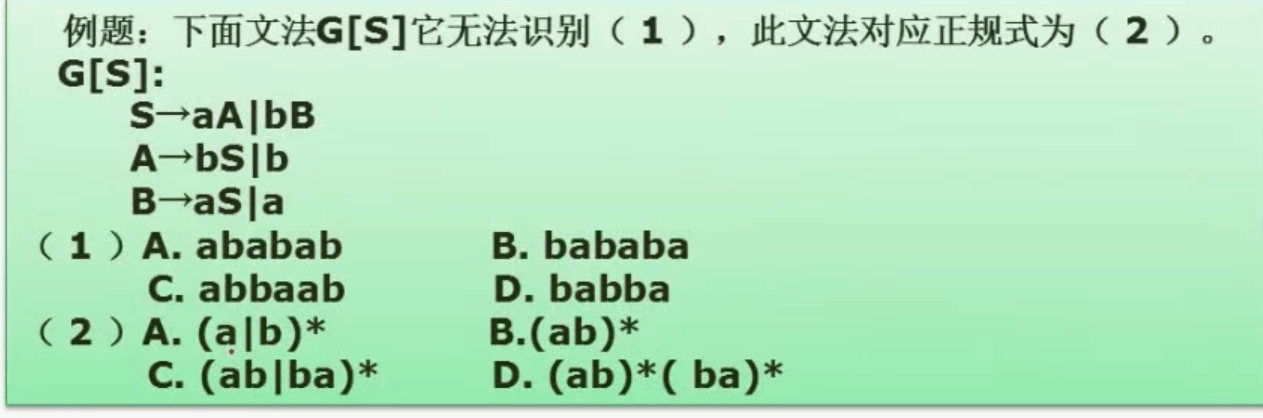 例题：下面文法G[S]它无法识别（1），此文法对应正规式为（2）。
G[S]:
S→aA|bB
A→bS|b
B→aS|a
（1）A. ababab B. bababa
C. abbaab D. babba
（2）A. (a|b)* B.(ab)*
C. (ab|ba)* D. (ab)*( ba)*